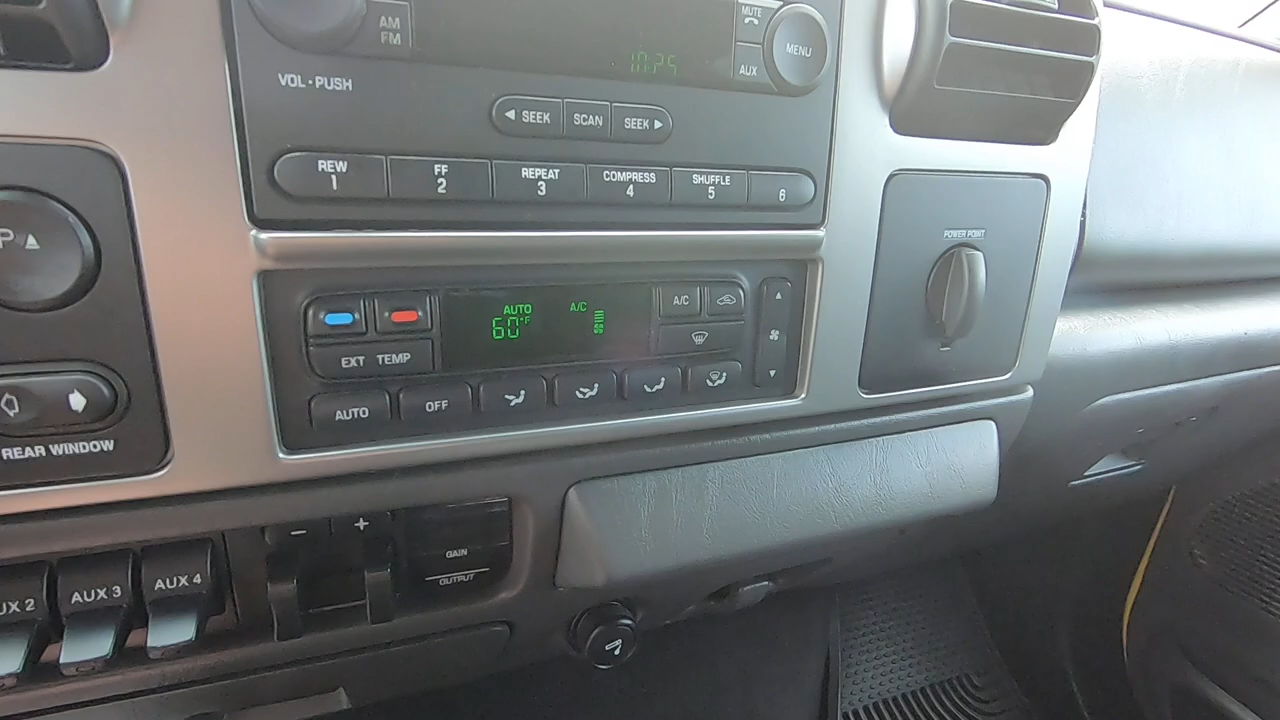 AM
FM
MUTE
MENU
AUX
10:25
VOL • PUSH
◀ SEEK
SCAN
SEEK ▶
REW
1
FF
2
REPEAT
3
COMPRESS
4
SHUFFLE
5
6
P
POWER POINT
AUTO
60°F
A/C
A/C
EXT TEMP
AUTO
OFF
REAR WINDOW
− +
GAIN
OUTPUT
AUX 3
AUX 4